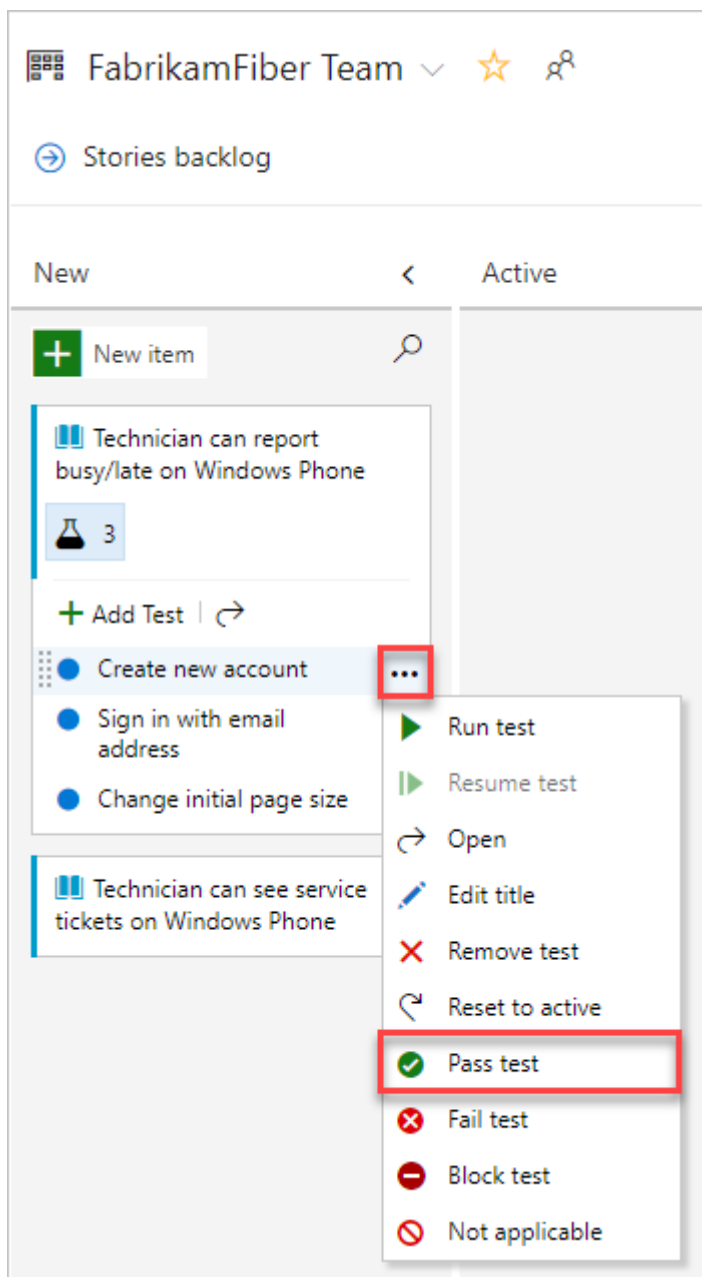 FabrikamFiber Team
Stories backlog
New
Active
New item
Technician can report
busy/late on Windows Phone
3
Add Test
Create new account
Sign in with email
address
Change initial page size
Technician can see service
tickets on Windows Phone
Run test
Resume test
Open
Edit title
Remove test
Reset to active
Pass test
Fail test
Block test
Not applicable